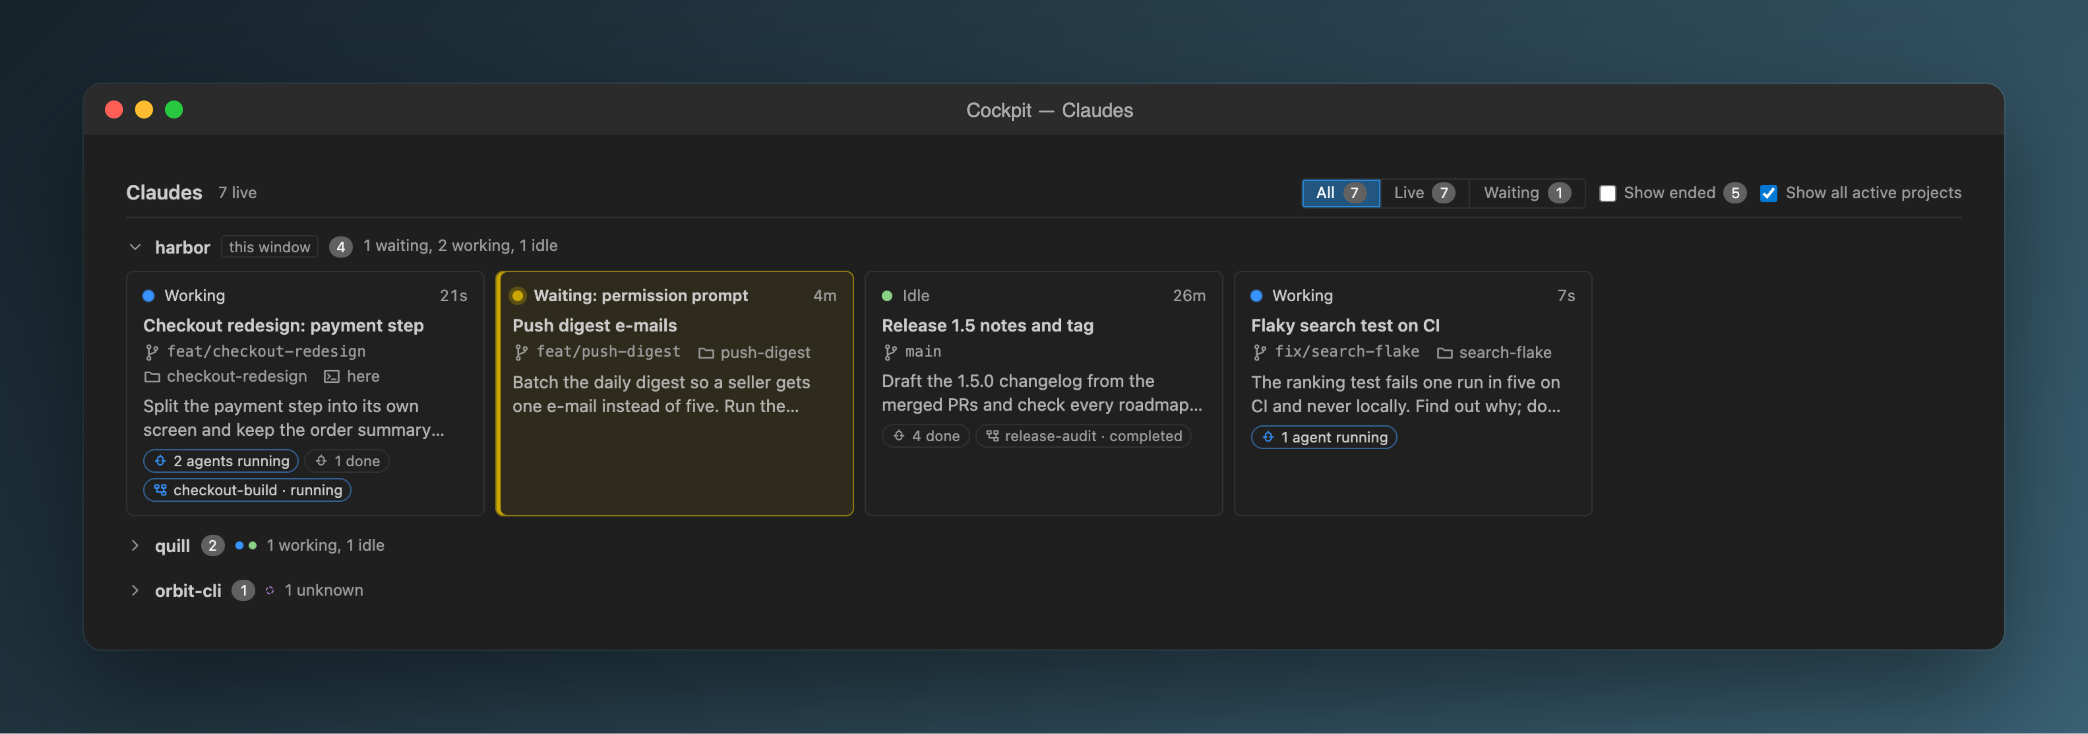 Cockpit — Claudes
Claudes 7 live
All 7 Live 7 Waiting 1 Show ended 5 Show all active projects
harbor this window 4 1 waiting, 2 working, 1 idle
Working 21s
Checkout redesign: payment step
feat/checkout-redesign
checkout-redesign here
Split the payment step into its own
screen and keep the order summary...
2 agents running 1 done
checkout-build · running
Waiting: permission prompt 4m
Push digest e-mails
feat/push-digest push-digest
Batch the daily digest so a seller gets
one e-mail instead of five. Run the...
Idle 26m
Release 1.5 notes and tag
main
Draft the 1.5.0 changelog from the
merged PRs and check every roadmap...
4 done release-audit · completed
Working 7s
Flaky search test on CI
fix/search-flake search-flake
The ranking test fails one run in five on
CI and never locally. Find out why; do...
1 agent running
quill 2 1 working, 1 idle
orbit-cli 1 1 unknown